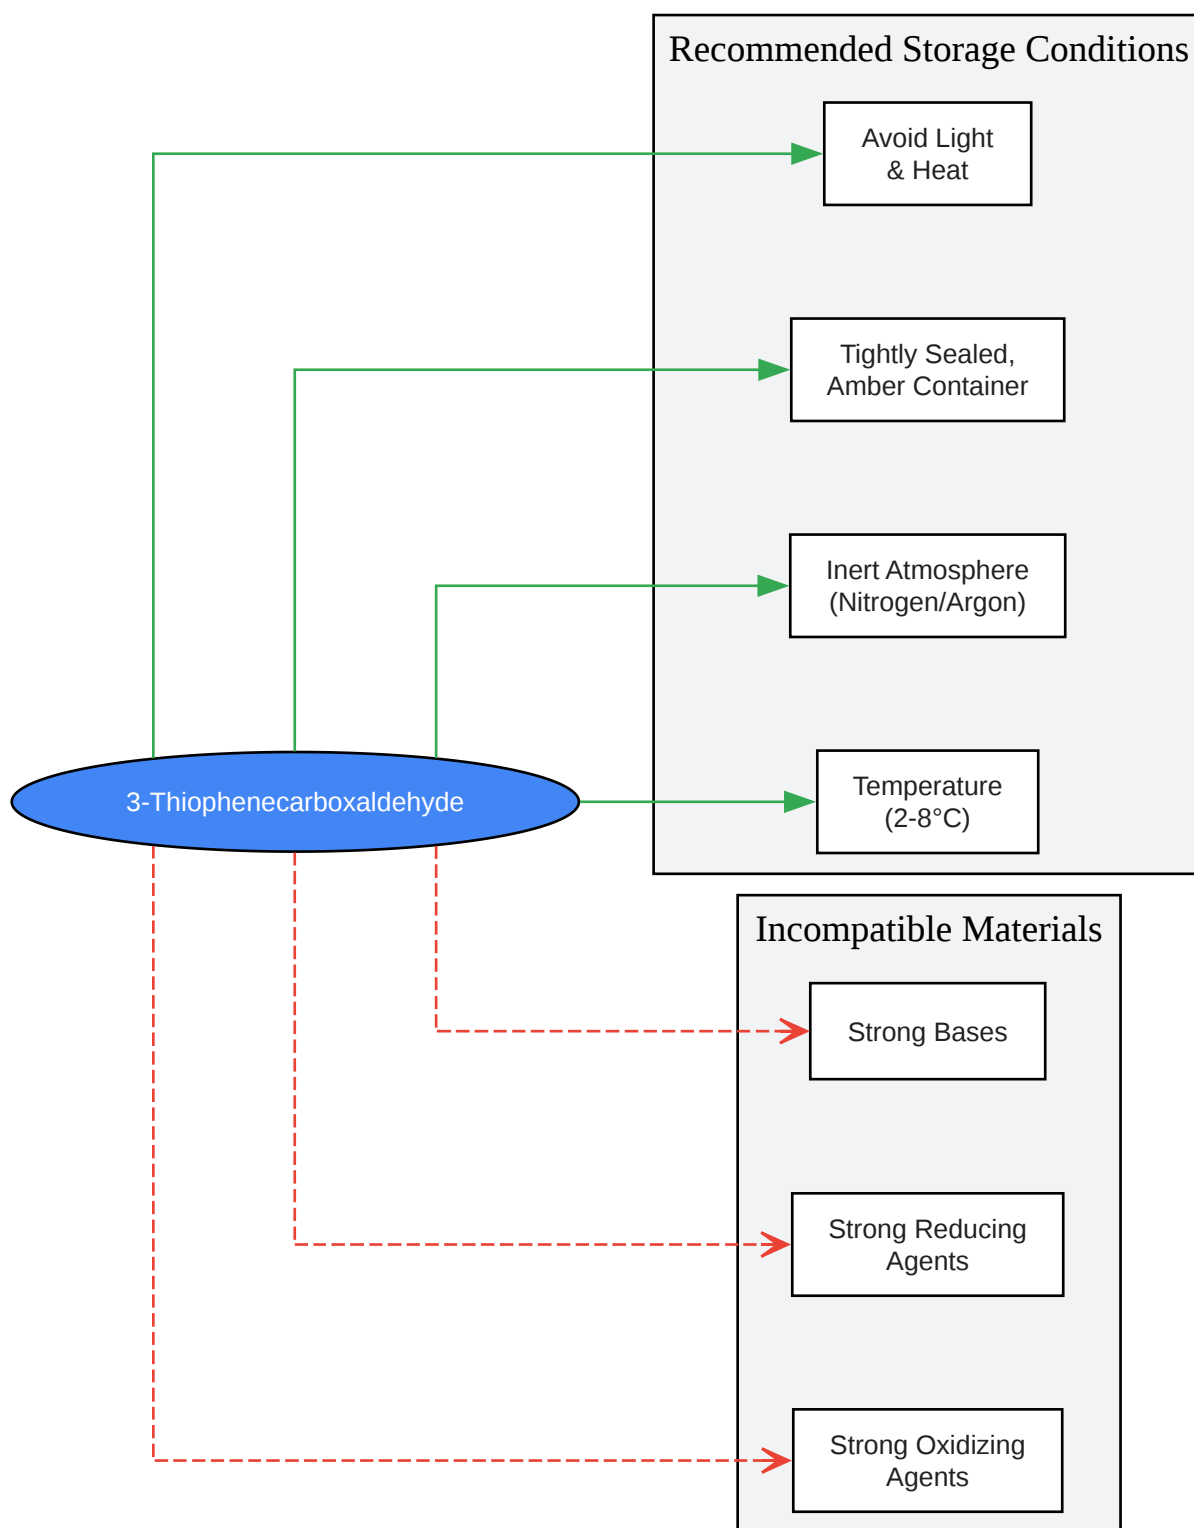 Recommended Storage Conditions
Avoid Light
& Heat
Tightly Sealed,
Amber Container
Inert Atmosphere
(Nitrogen/Argon)
3-Thiophenecarboxaldehyde
Temperature
(2-8°C)
Incompatible Materials
Strong Bases
Strong Reducing
Agents
Strong Oxidizing
Agents